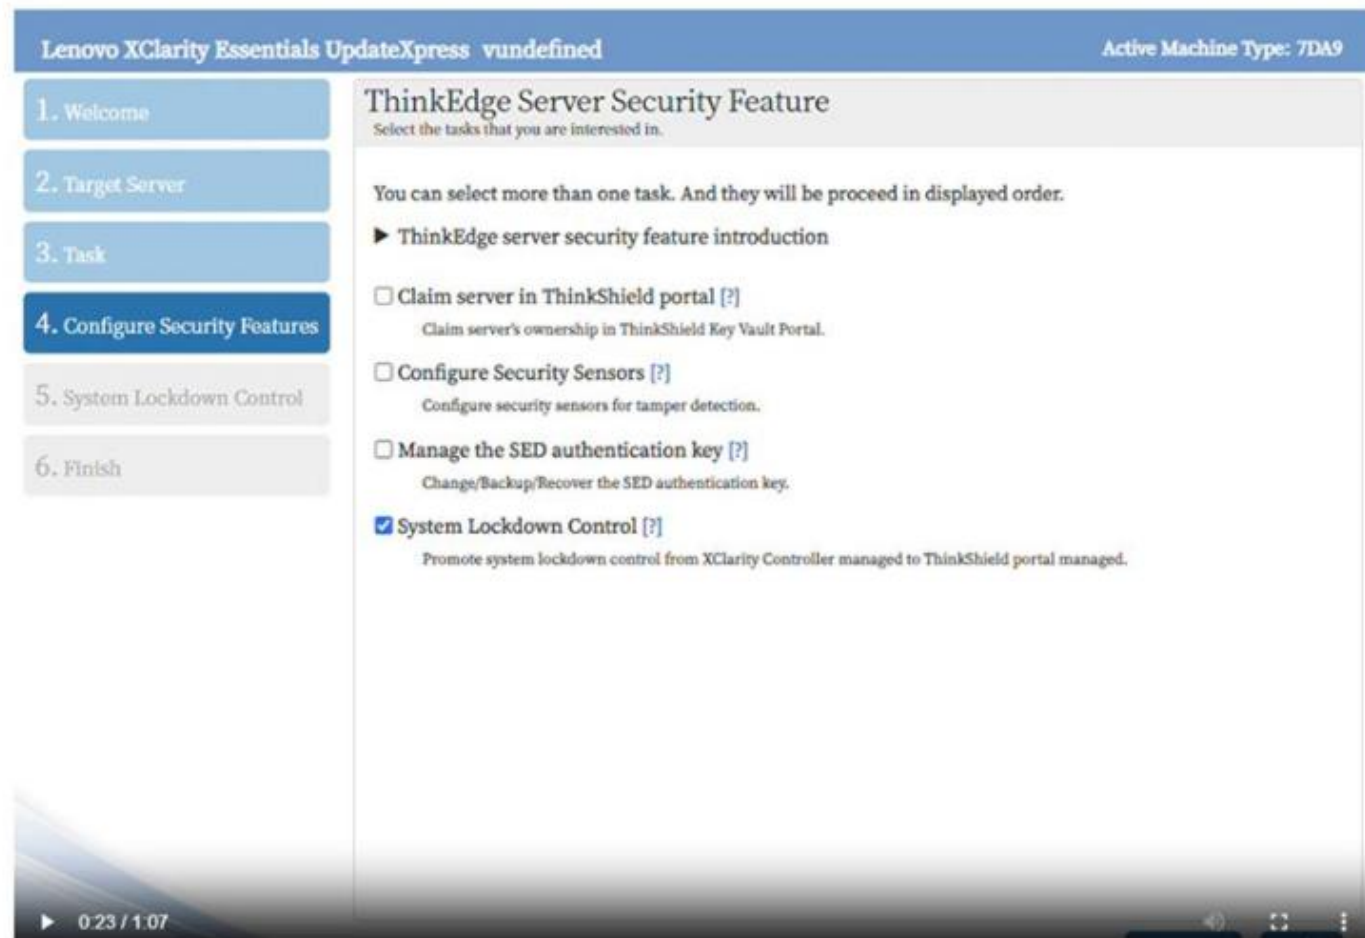 Lenovo XClarity Essentials UpdateXpress vundefined
Active Machine Type: 7DA9
1. Welcome
2. Target Server
3. Task
4. Configure Security Features
5. System Lockdown Control
6. Finish
ThinkEdge Server Security Feature
Select the tasks that you are interested in.
You can select more than one task. And they will be proceed in displayed order.
▶ ThinkEdge server security feature introduction
Claim server in ThinkShield portal [?]
Claim server's ownership in ThinkShield Key Vault Portal.
Configure Security Sensors [?]
Configure security sensors for tamper detection.
Manage the SED authentication key [?]
Change/Backup/Recover the SED authentication key.
System Lockdown Control [?]
Promote system lockdown control from XClarity Controller managed to ThinkShield portal managed.
0:23 / 1:07